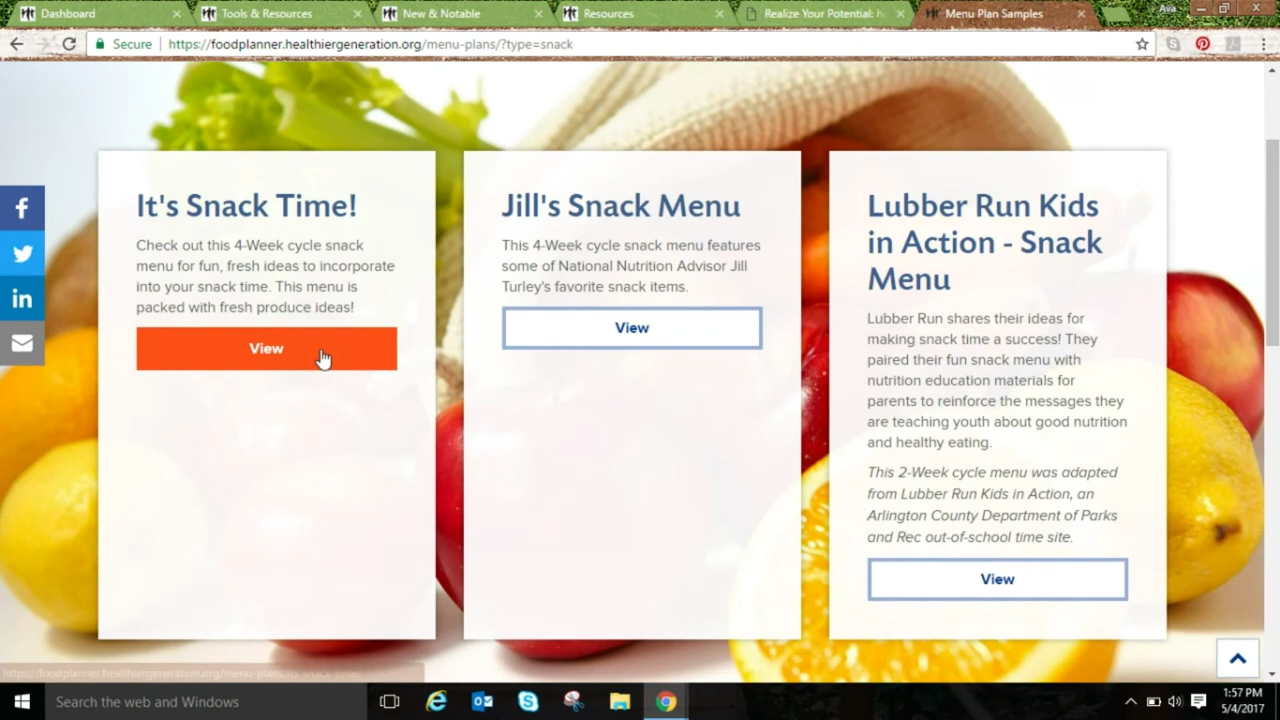 Dashboard
Tools & Resources
New & Notable
Resources
Realize Your Potential: h
Menu Plan Samples
Ava
Secure
https://foodplanner.healthiergeneration.org/menu-plans/?type=snack
It's Snack Time!
Check out this 4-Week cycle snack
menu for fun, fresh ideas to incorporate
into your snack time. This menu is
packed with fresh produce ideas!
View
Jill's Snack Menu
This 4-Week cycle snack menu features
some of National Nutrition Advisor Jill
Turley's favorite snack items.
View
Lubber Run Kids
in Action - Snack
Menu
Lubber Run shares their ideas for
making snack time a success! They
paired their fun snack menu with
nutrition education materials for
parents to reinforce the messages they
are teaching youth about good nutrition
and healthy eating.
This 2-Week cycle menu was adapted
from Lubber Run Kids in Action, an
Arlington County Department of Parks
and Rec out-of-school time site.
View
Search the web and Windows
1:57 PM
5/4/2017